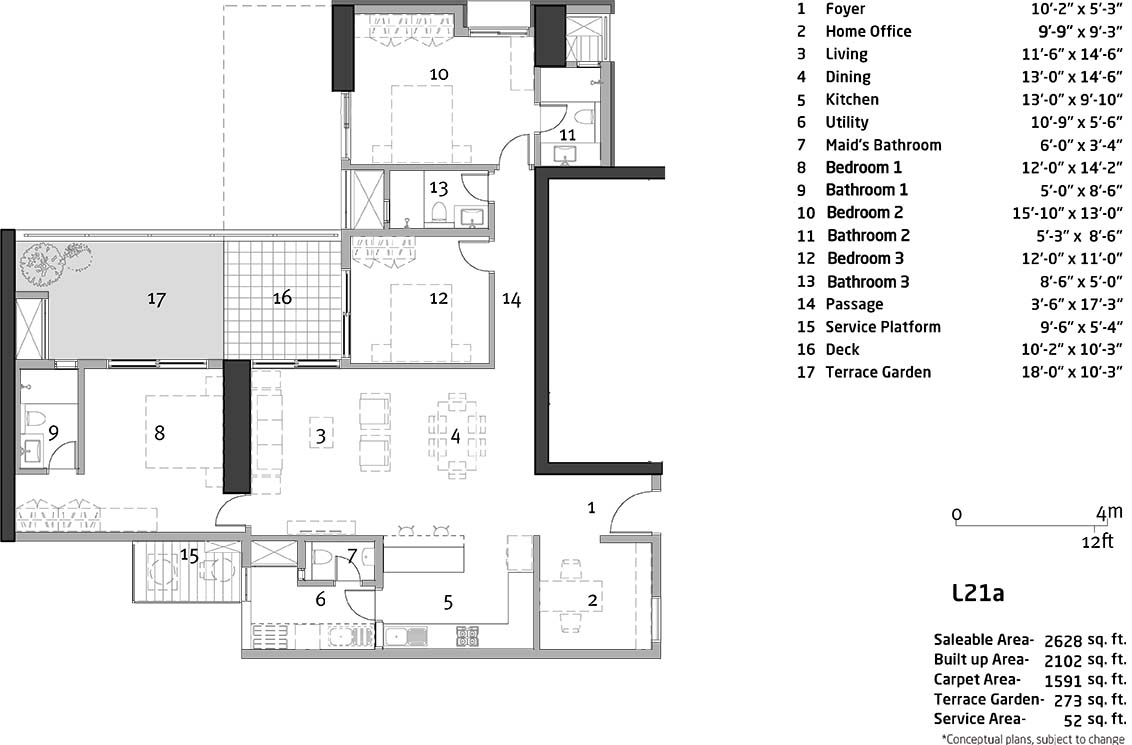 1 Foyer 10'-2" x 5'-3"
2 Home Office 9'-9" x 9'-3"
3 Living 11'-6" x 14'-6"
4 Dining 13'-0" x 14'-6"
5 Kitchen 13'-0" x 9'-10"
6 Utility 10'-9" x 5'-6"
7 Maid's Bathroom 6'-0" x 3'-4"
8 Bedroom 1 12'-0" x 14'-2"
9 Bathroom 1 5'-0" x 8'-6"
10 Bedroom 2 15'-10" x 13'-0"
11 Bathroom 2 5'-3" x 8'-6"
12 Bedroom 3 12'-0" x 11'-0"
13 Bathroom 3 8'-6" x 5'-0"
14 Passage 3'-6" x 17'-3"
15 Service Platform 9'-6" x 5'-4"
16 Deck 10'-2" x 10'-3"
17 Terrace Garden 18'-0" x 10'-3"
10
11
13
17 16 12 14
9 8 3 4
1
15 7
6 5 2
0 4m
12ft
L21a
Saleable Area- 2628 sq. ft.
Built up Area- 2102 sq. ft.
Carpet Area- 1591 sq. ft.
Terrace Garden- 273 sq. ft.
Service Area- 52 sq. ft.
*Conceptual plans, subject to change